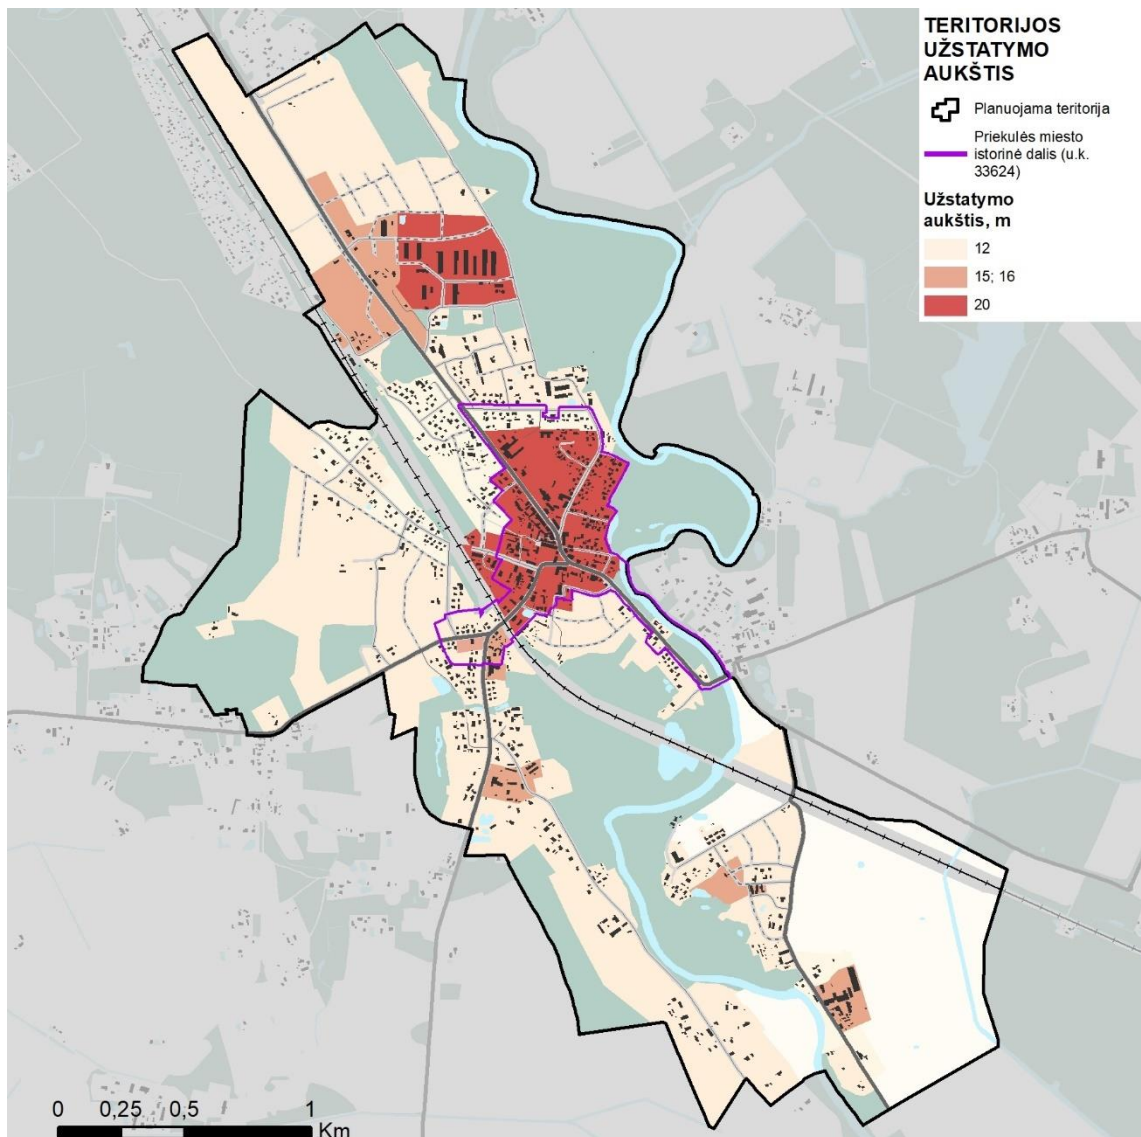 TERITORIJOS
UŽSTATYMO
AUKŠTIS
Planuojama teritorija
Priekulės miesto
istorinė dalis (u.k.
33624)
Užstatymo
aukštis, m
12
15; 16
20
0 0,25 0,5 1
Km